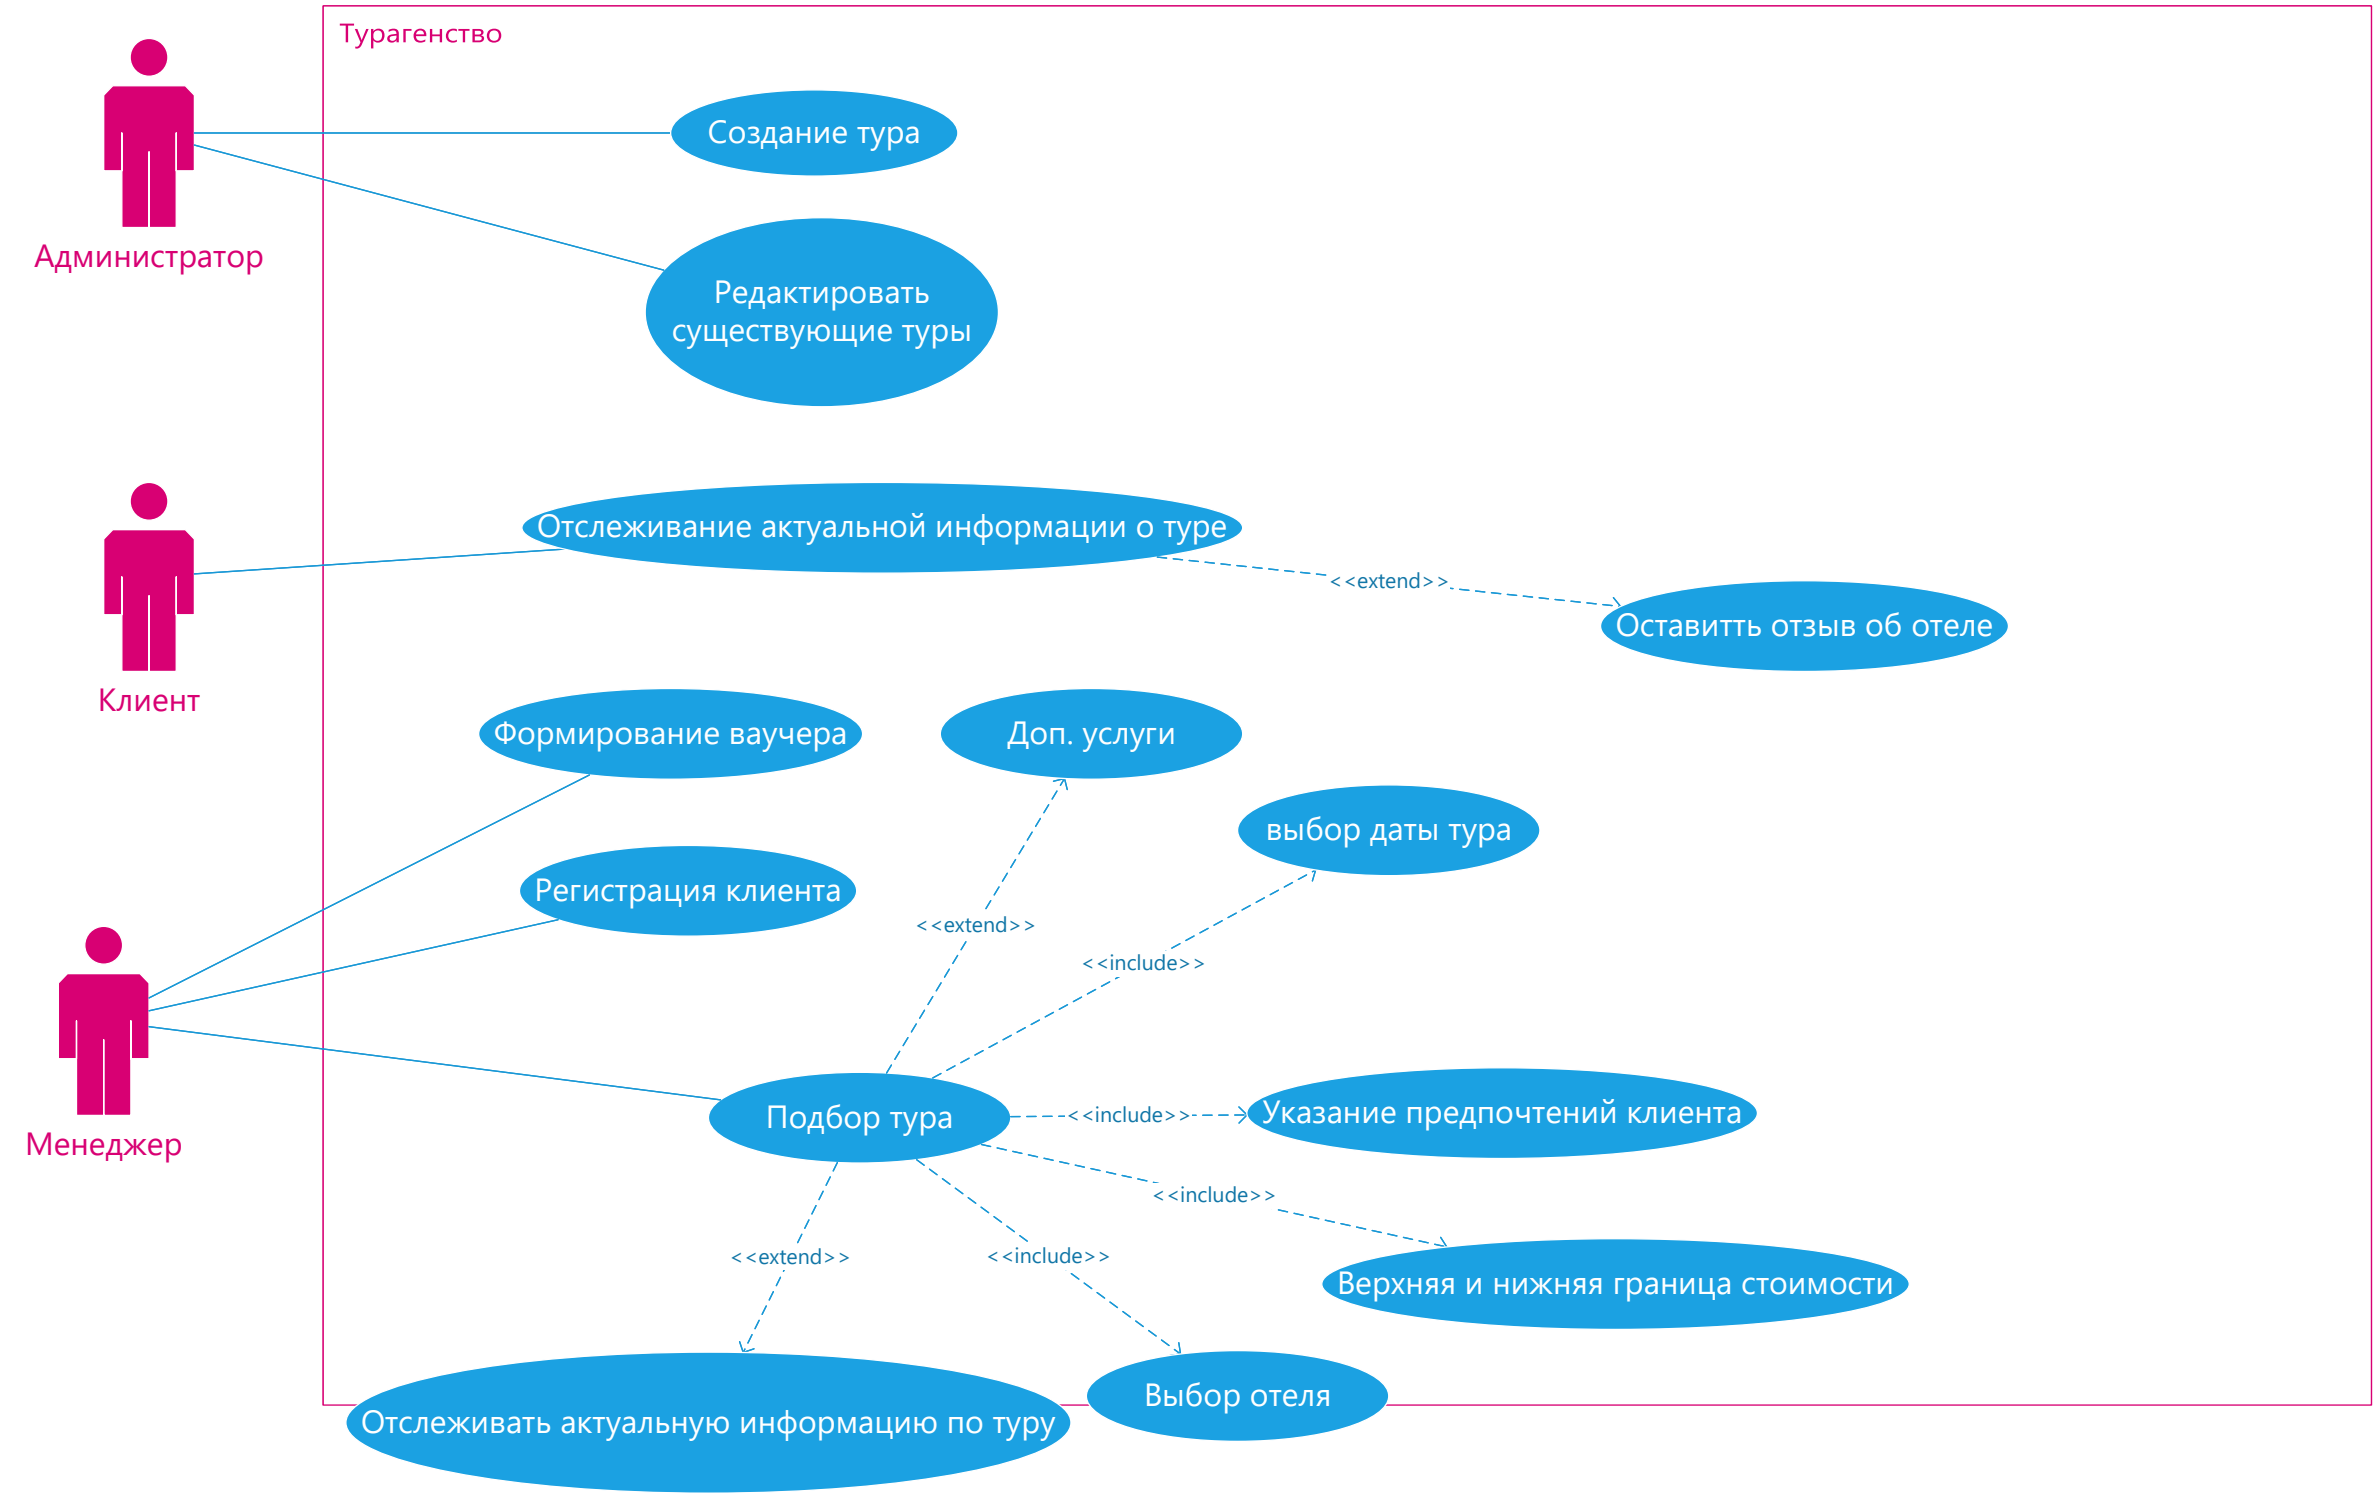 Турагенство
Создание тура
Администратор
Редактировать
существующие туры
Отслеживание актуальной информации о туре
<<extend>>
Оставитть отзыв об отеле
Клиент
Формирование ваучера
Доп. услуги
выбор даты тура
Регистрация клиента
<<extend>>
<<include>>
Подбор тура
<<include>>
Указание предпочтений клиента
Менеджер
<<include>>
<<extend>>
<<include>>
Верхняя и нижняя граница стоимости
Выбор отеля
Отслеживать актуальную информацию по туру